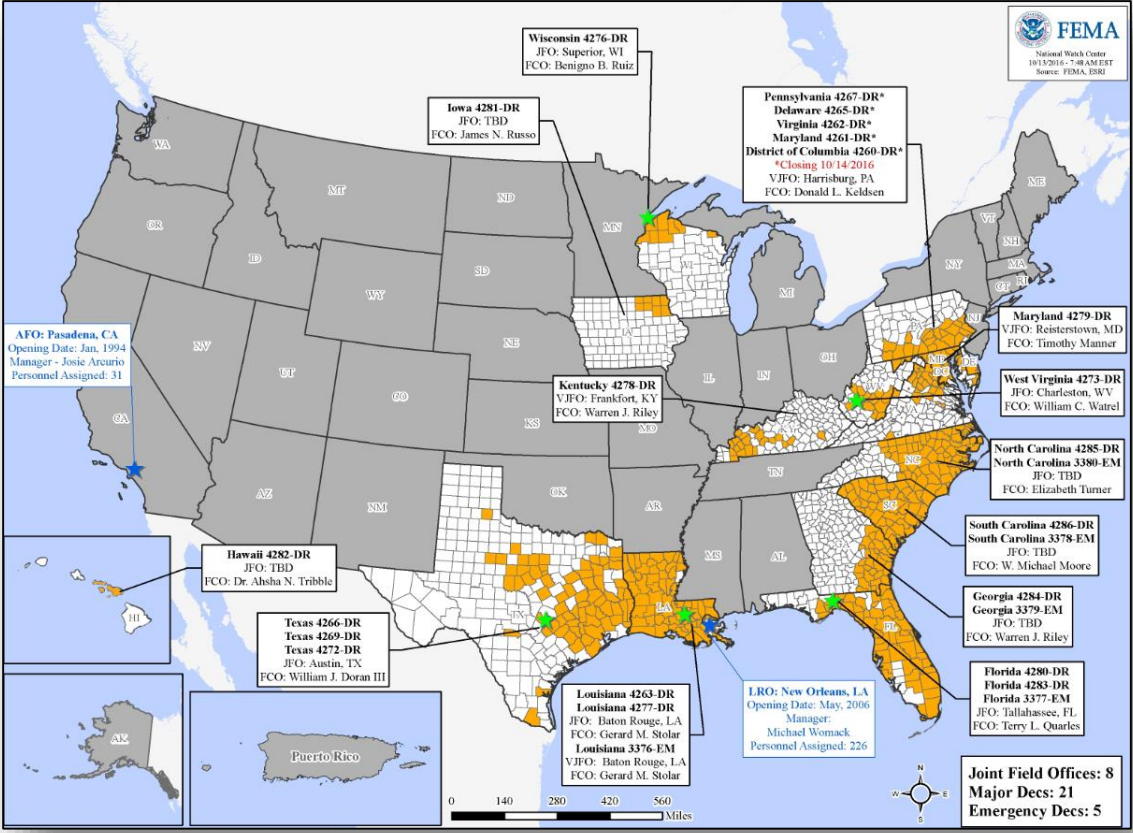 FEMA
National Watch Center
10/13/2016 - 7:48 AM EST
Source: FEMA, ESRI
Wisconsin 4276-DR
JFO: Superior, WI
FCO: Benigno B. Ruiz
Iowa 4281-DR
JFO: TBD
FCO: James N. Russo
Pennsylvania 4267-DR*
Delaware 4265-DR*
Virginia 4262-DR*
Maryland 4261-DR*
District of Columbia 4260-DR*
*Closing 10/14/2016
VJFO: Harrisburg, PA
FCO: Donald L. Keldsen
AFO: Pasadena, CA
Opening Date: Jan, 1994
Manager - Josie Arcurio
Personnel Assigned: 31
Maryland 4279-DR
VJFO: Reisterstown, MD
FCO: Timothy Manner
Kentucky 4278-DR
VJFO: Frankfort, KY
FCO: Warren J. Riley
West Virginia 4273-DR
JFO: Charleston, WV
FCO: William C. Watrel
North Carolina 4285-DR
North Carolina 3380-EM
JFO: TBD
FCO: Elizabeth Turner
South Carolina 4286-DR
South Carolina 3378-EM
JFO: TBD
FCO: W. Michael Moore
Hawaii 4282-DR
JFO: TBD
FCO: Dr. Ahsha N. Tribble
Georgia 4284-DR
Georgia 3379-EM
JFO: TBD
FCO: Warren J. Riley
Texas 4266-DR
Texas 4269-DR
Texas 4272-DR
JFO: Austin, TX
FCO: William J. Doran III
Louisiana 4263-DR
Louisiana 4277-DR
JFO: Baton Rouge, LA
FCO: Gerard M. Stolar
Louisiana 3376-EM
VJFO: Baton Rouge, LA
FCO: Gerard M. Stolar
LRO: New Orleans, LA
Opening Date: May, 2006
Manager:
Michael Womack
Personnel Assigned: 226
Florida 4280-DR
Florida 4283-DR
Florida 3377-EM
JFO: Tallahassee, FL
FCO: Terry L. Quarles
WA
MT
ND
MN
ME
OR
ID
SD
WI
VT
NH
NY
MA
CT
RI
WY
MI
IA
PA
NJ
NV
NE
OH
MD
DE
DC
UT
CO
IL
IN
WV
VA
CA
KS
MO
KY
AZ
NM
OK
AR
TN
NC
SC
MS
AL
GA
TX
LA
FL
HI
AK
Puerto Rico
N
W
E
S
0
140
280
420
560
Miles
Joint Field Offices: 8
Major Decs: 21
Emergency Decs: 5